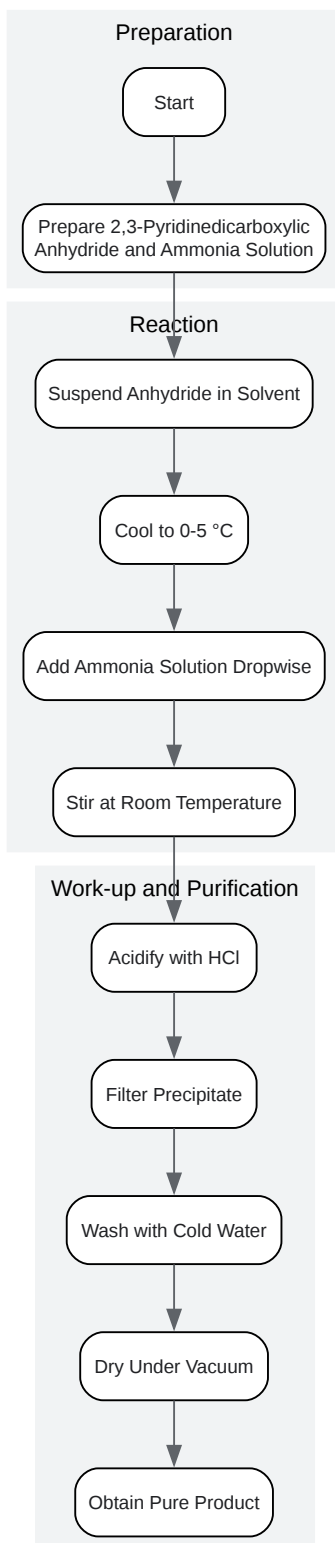 Preparation
Start
Prepare 2,3-Pyridinedicarboxylic
Anhydride and Ammonia Solution
Reaction
Suspend Anhydride in Solvent
Cool to 0-5 °C
Add Ammonia Solution Dropwise
Stir at Room Temperature
Work-up and Purification
Acidify with HCl
Filter Precipitate
Wash with Cold Water
Dry Under Vacuum
Obtain Pure Product